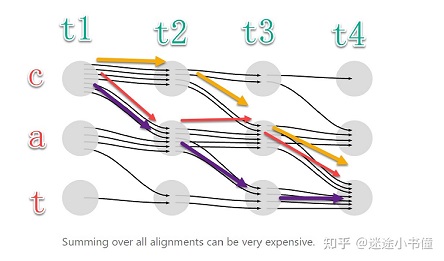 t1 t2 t3 t4
c
a
t
Summing over all alignments can be very expensive.
知乎 @迷途小书僮